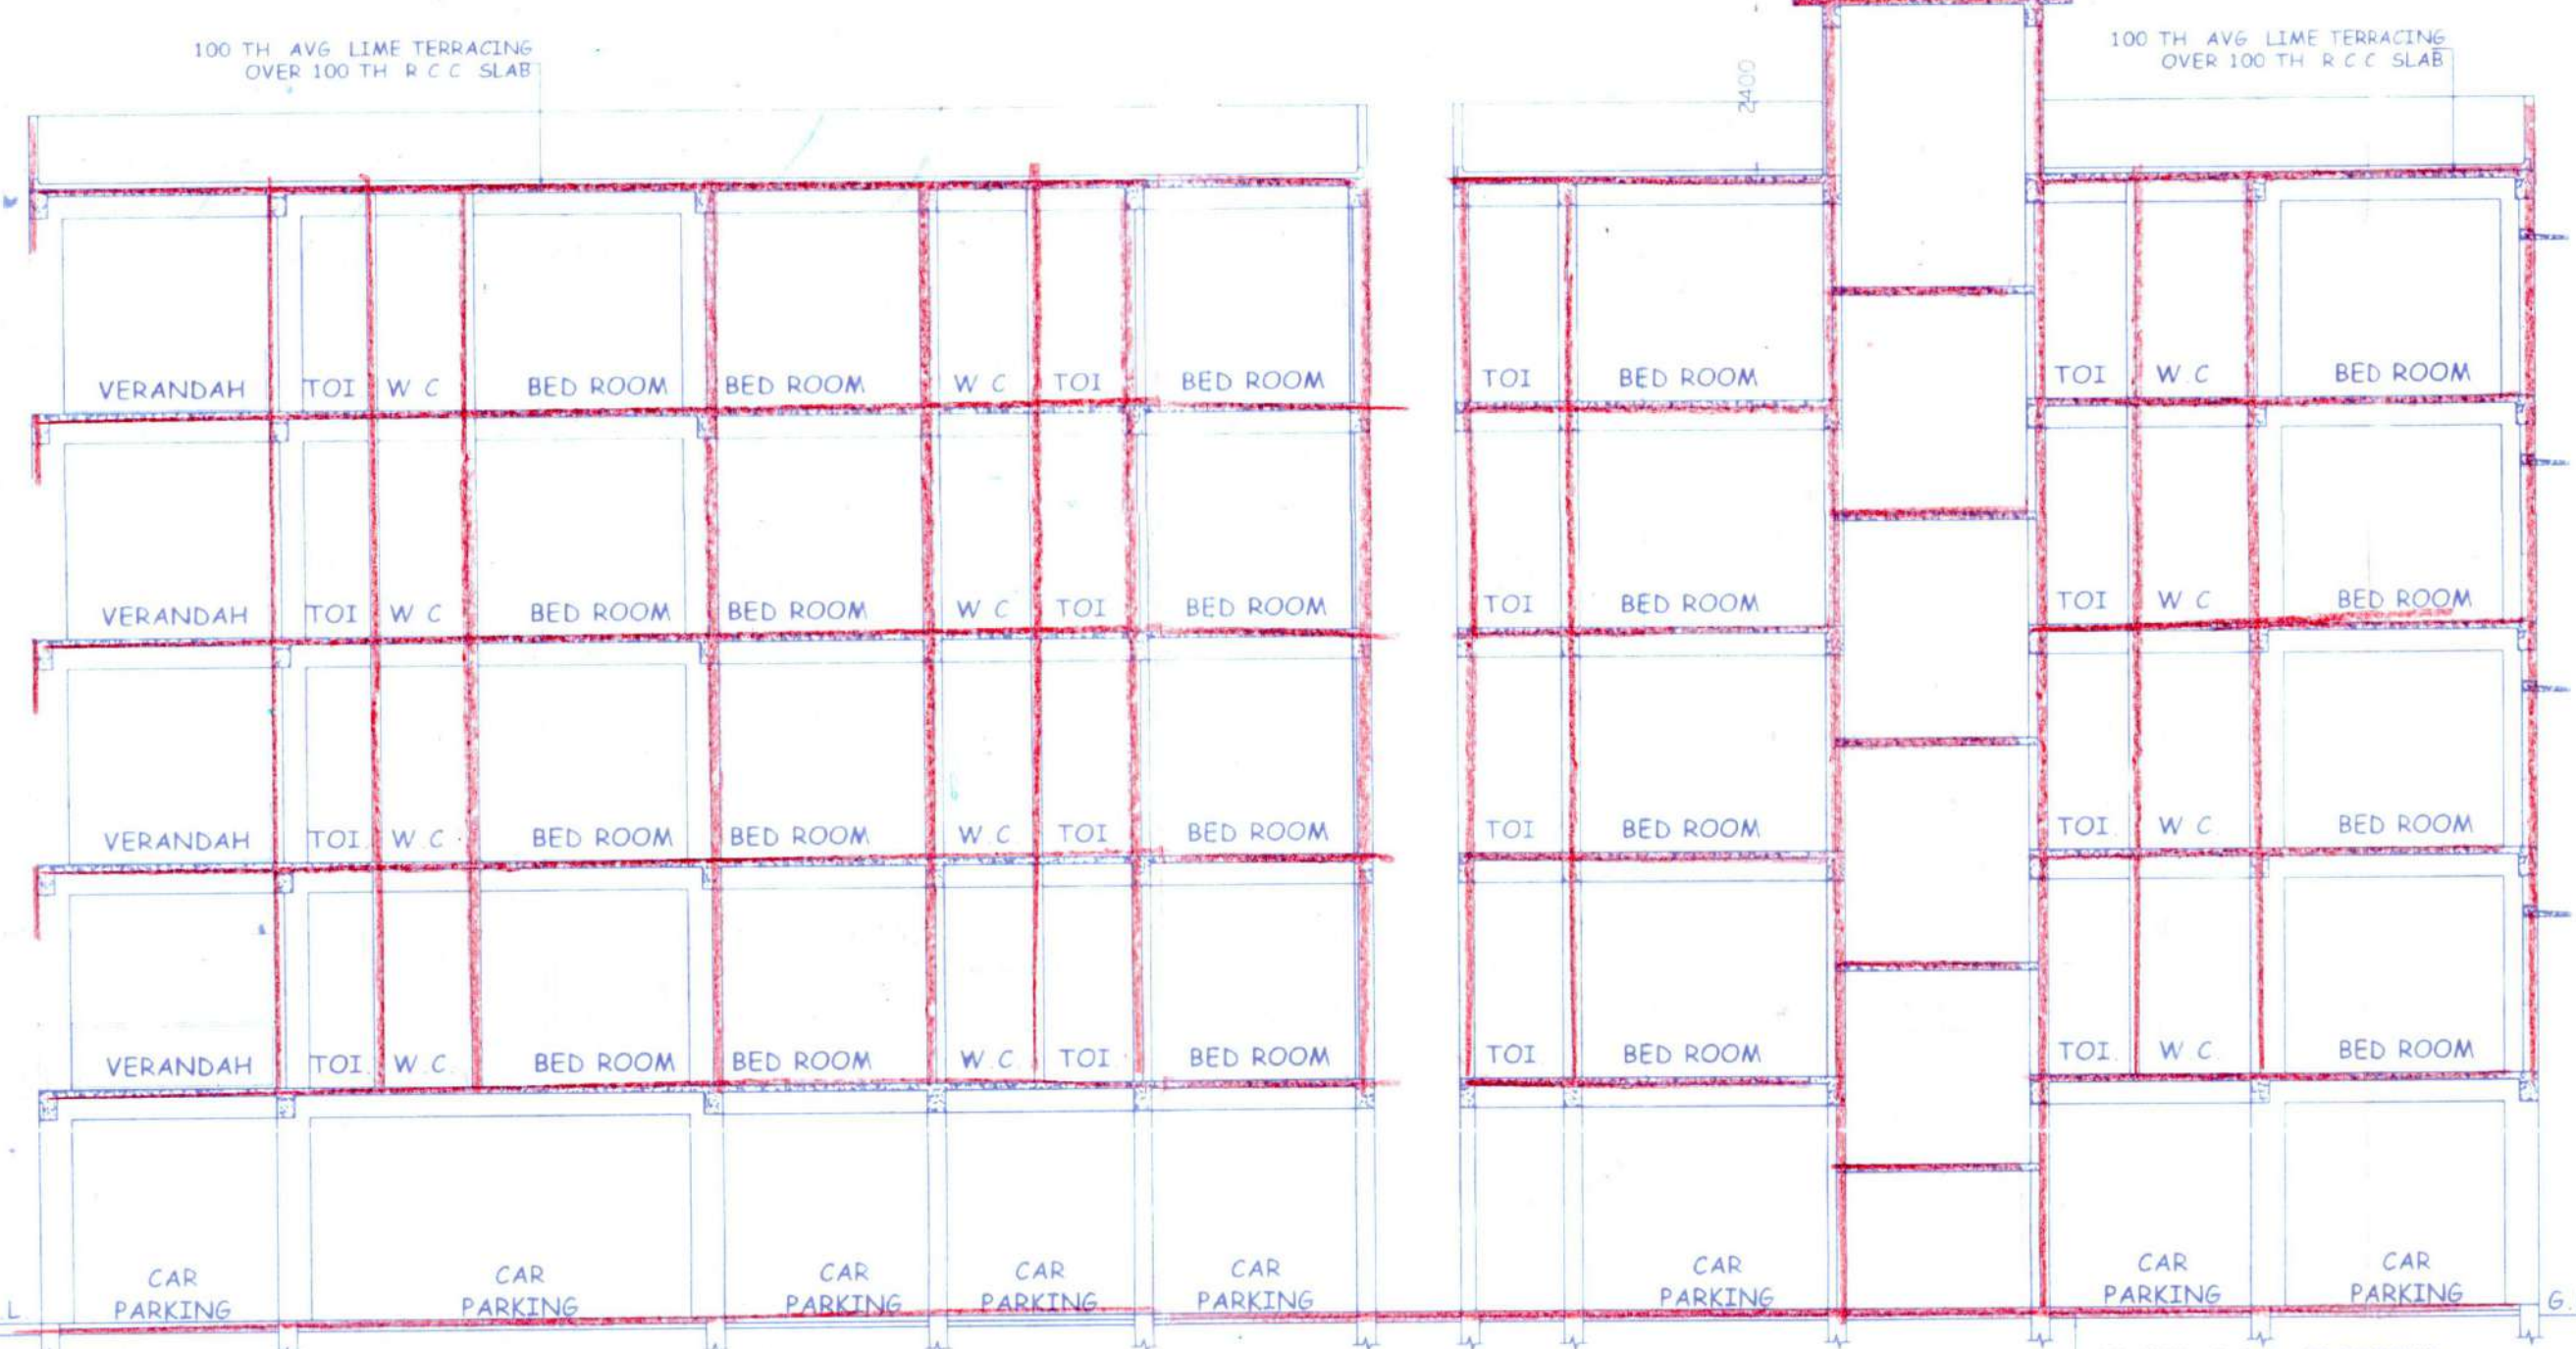 100 TH AVG LIME TERRACING
OVER 100 TH R C C SLAB
2400
100 TH AVG LIME TERRACING
OVER 100 TH R C C SLAB
VERANDAH TOI W C BED ROOM BED ROOM W C TOI BED ROOM TOI BED ROOM TOI W C BED ROOM
VERANDAH TOI W C BED ROOM BED ROOM W C TOI BED ROOM TOI BED ROOM TOI W C BED ROOM
VERANDAH TOI. W.C. BED ROOM BED ROOM W.C TOI BED ROOM TOI BED ROOM TOI. W.C. BED ROOM
VERANDAH TOI. W.C. BED ROOM BED ROOM W.C. TOI. BED ROOM TOI BED ROOM TOI. W.C. BED ROOM
CAR PARKING
CAR PARKING
CAR PARKING
CAR PARKING
CAR PARKING
CAR PARKING
CAR PARKING
CAR PARKING
L.
G.